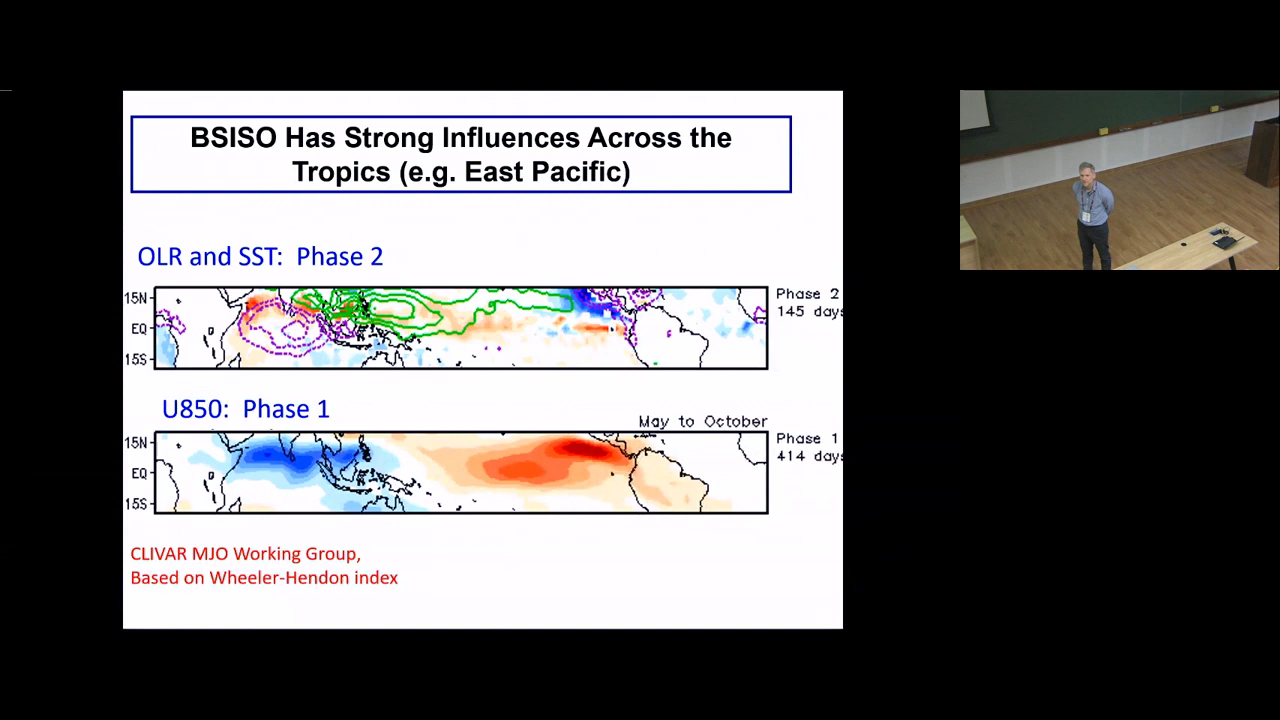 BSISO Has Strong Influences Across the
Tropics (e.g. East Pacific)
OLR and SST: Phase 2
15N
EQ
15S
Phase 2
145 days
U850: Phase 1
May to October
15N
EQ
15S
Phase 1
414 days
CLIVAR MJO Working Group,
Based on Wheeler-Hendon index